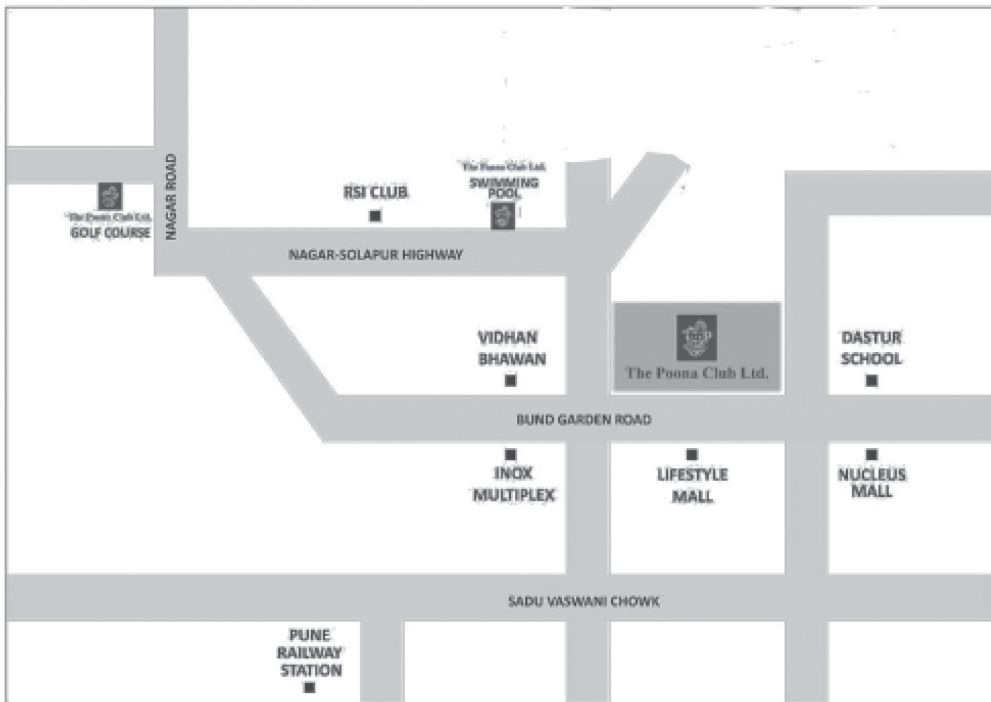 NAGAR ROAD
The Poona Club Ltd.
GOLF COURSE
RSI CLUB
The Poona Club Ltd.
SWIMMING
POOL
NAGAR-SOLAPUR HIGHWAY
VIDHAN
BHAWAN
The Poona Club Ltd.
DASTUR
SCHOOL
BUND GARDEN ROAD
INOX
MULTIPLEX
LIFESTYLE
MALL
NUCLEUS
MALL
SADU VASWANI CHOWK
PUNE
RAILWAY
STATION